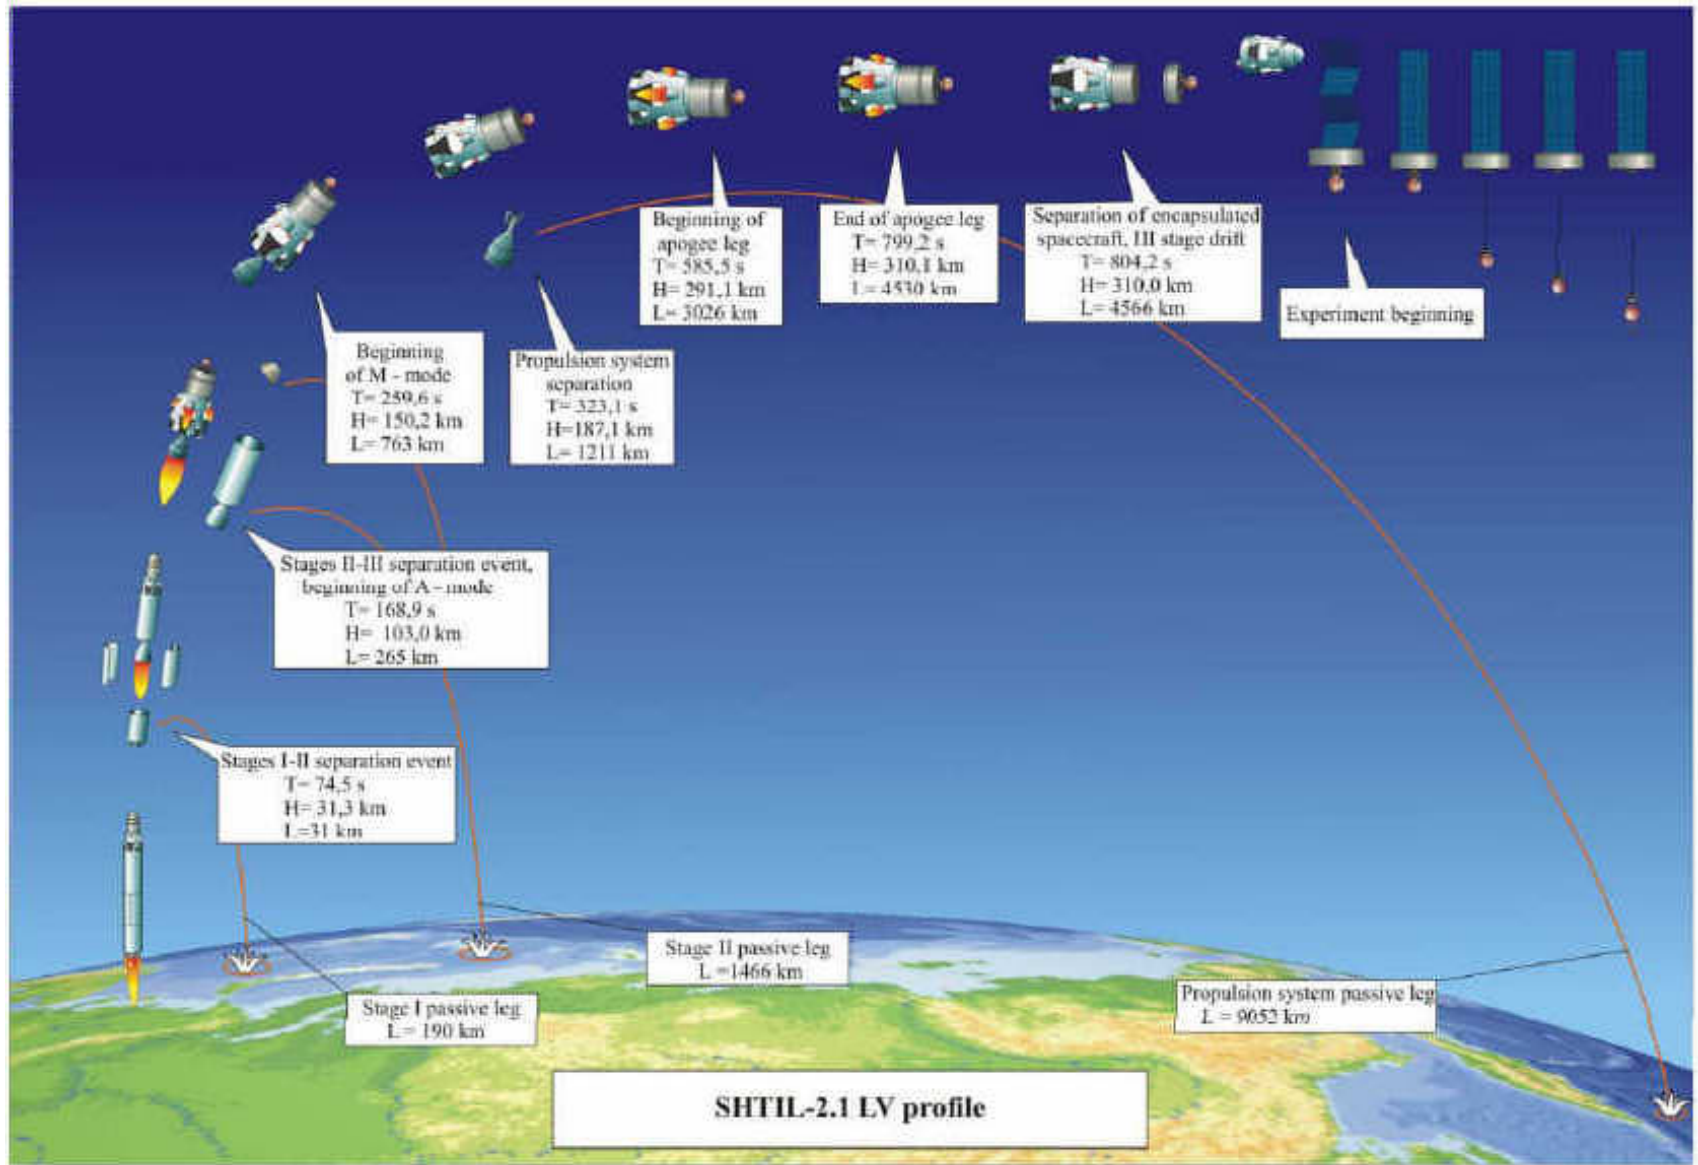 Beginning of
apogee leg
T= 585,5 s
H= 291,1 km
L= 3026 km
End of apogee leg
T= 799,2 s
H= 310,1 km
L= 4530 km
Separation of encapsulated
spacecraft, III stage drift
T= 804,2 s
H= 310,0 km
L= 4566 km
Experiment beginning
Beginning
of M - mode
T= 259,6 s
H= 150,2 km
L= 763 km
Propulsion system
separation
T= 323,1 s
H=187,1 km
L= 1211 km
Stages II-III separation event,
beginning of A - mode
T= 168,9 s
H= 103,0 km
L= 265 km
Stages I-II separation event
T= 74,5 s
H= 31,3 km
L=31 km
Stage II passive leg
L =1466 km
Stage I passive leg
L = 190 km
Propulsion system passive leg
L = 9052 km
SHTIL-2.1 LV profile